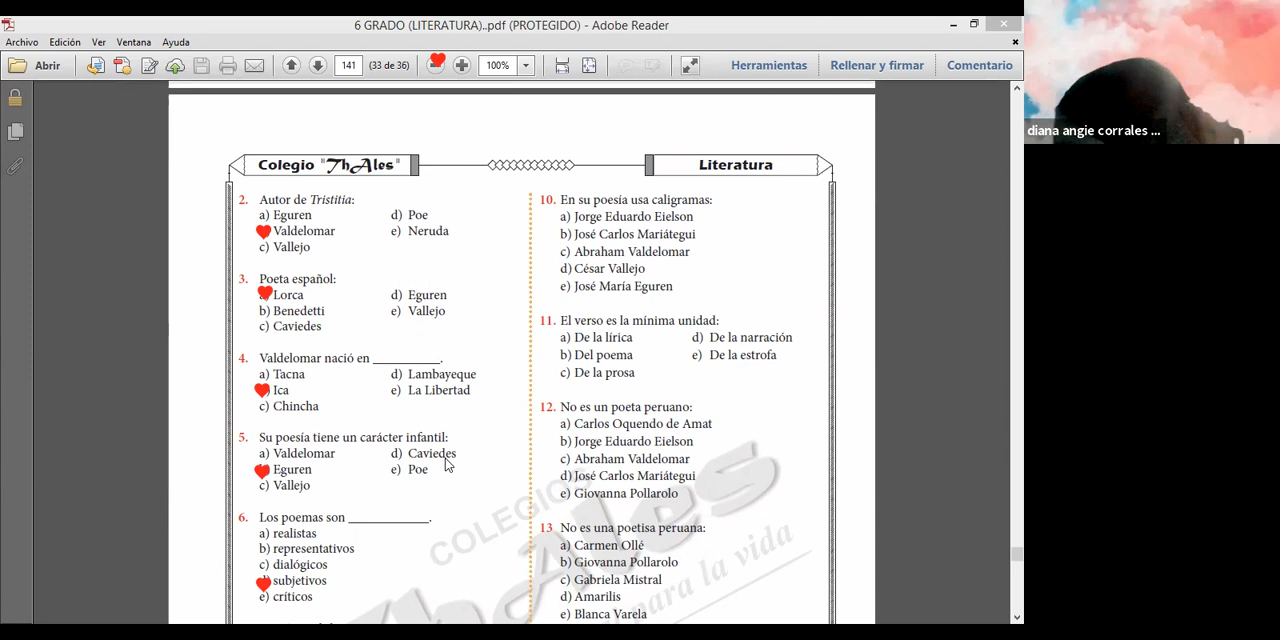 6 GRADO (LITERATURA)..pdf (PROTEGIDO) - Adobe Reader
Archivo Edición Ver Ventana Ayuda
Abrir 141 (33 de 36) 100% Herramientas Rellenar y firmar Comentario
diana angie corrales ...
Colegio "ThAles"
Literatura
2. Autor de Tristitia:
a) Eguren d) Poe
Valdelomar e) Neruda
c) Vallejo
3. Poeta español:
a) Lorca d) Eguren
b) Benedetti e) Vallejo
c) Caviedes
4. Valdelomar nació en __________.
a) Tacna d) Lambayeque
) Ica e) La Libertad
c) Chincha
5. Su poesía tiene un carácter infantil:
a) Valdelomar d) Caviedes
Eguren e) Poe
c) Vallejo
6. Los poemas son ____________.
a) realistas
b) representativos
c) dialógicos
d) subjetivos
e) críticos
10. En su poesía usa caligramas:
a) Jorge Eduardo Eielson
b) José Carlos Mariátegui
c) Abraham Valdelomar
d) César Vallejo
e) José María Eguren
11. El verso es la mínima unidad:
a) De la lírica d) De la narración
b) Del poema e) De la estrofa
c) De la prosa
12. No es un poeta peruano:
a) Carlos Oquendo de Amat
b) Jorge Eduardo Eielson
c) Abraham Valdelomar
d) José Carlos Mariátegui
e) Giovanna Pollarolo
13 No es una poetisa peruana:
a) Carmen Ollé
b) Giovanna Pollarolo
c) Gabriela Mistral
d) Amarilis
e) Blanca Varela
COLEGIOS
ThAles
para la vida